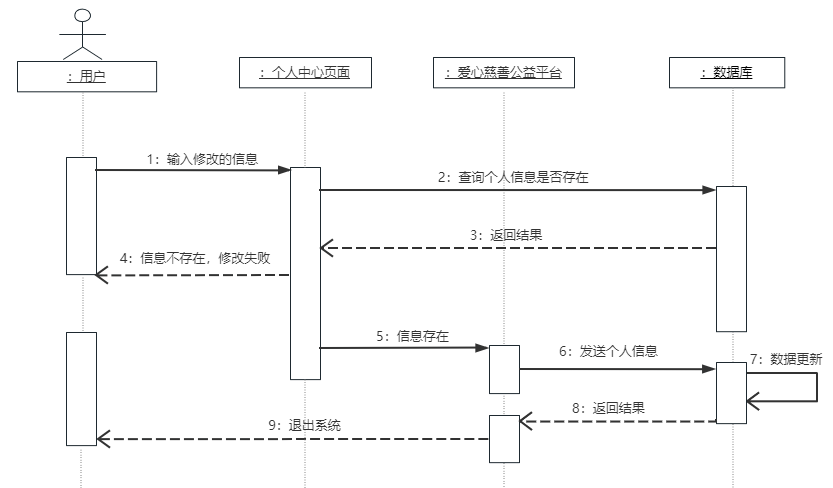 ：用户
：个人中心页面
：爱心慈善公益平台
：数据库
1：输入修改的信息
2：查询个人信息是否存在
3：返回结果
4：信息不存在，修改失败
5：信息存在
6：发送个人信息
7：数据更新
8：返回结果
9：退出系统